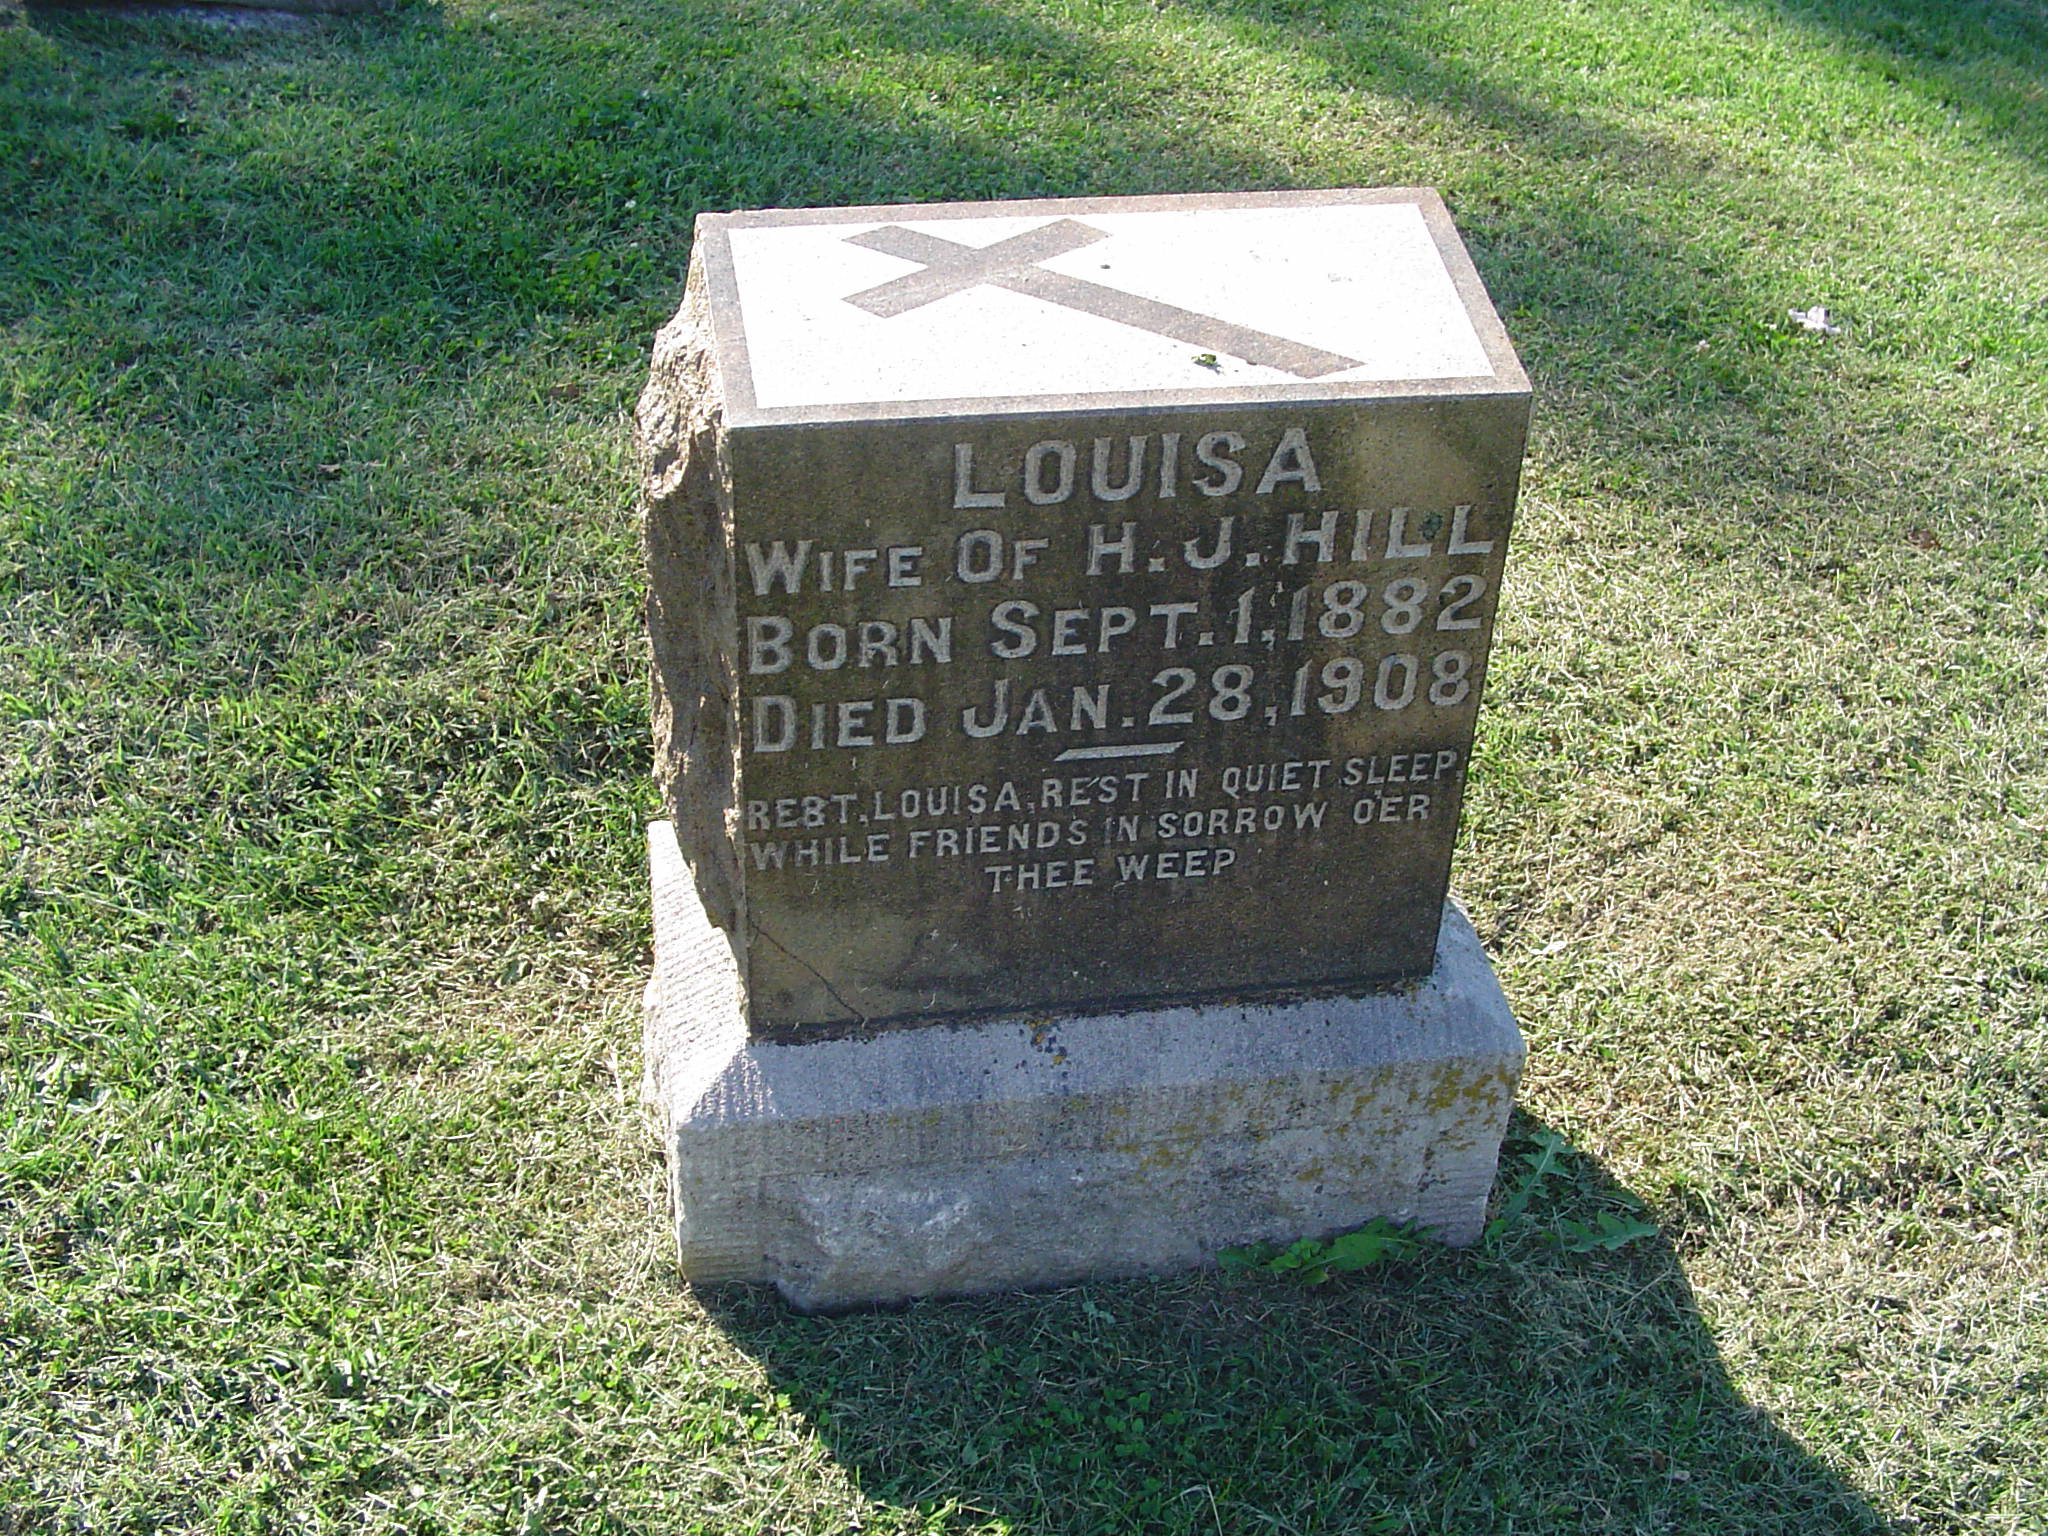 LOUISA
WIFE OF H. J. HILL
BORN SEPT. 1, 1882
DIED JAN. 28, 1908
REST, LOUISA, REST IN QUIET SLEEP,
WHILE FRIENDS IN SORROW O'ER
THEE WEEP